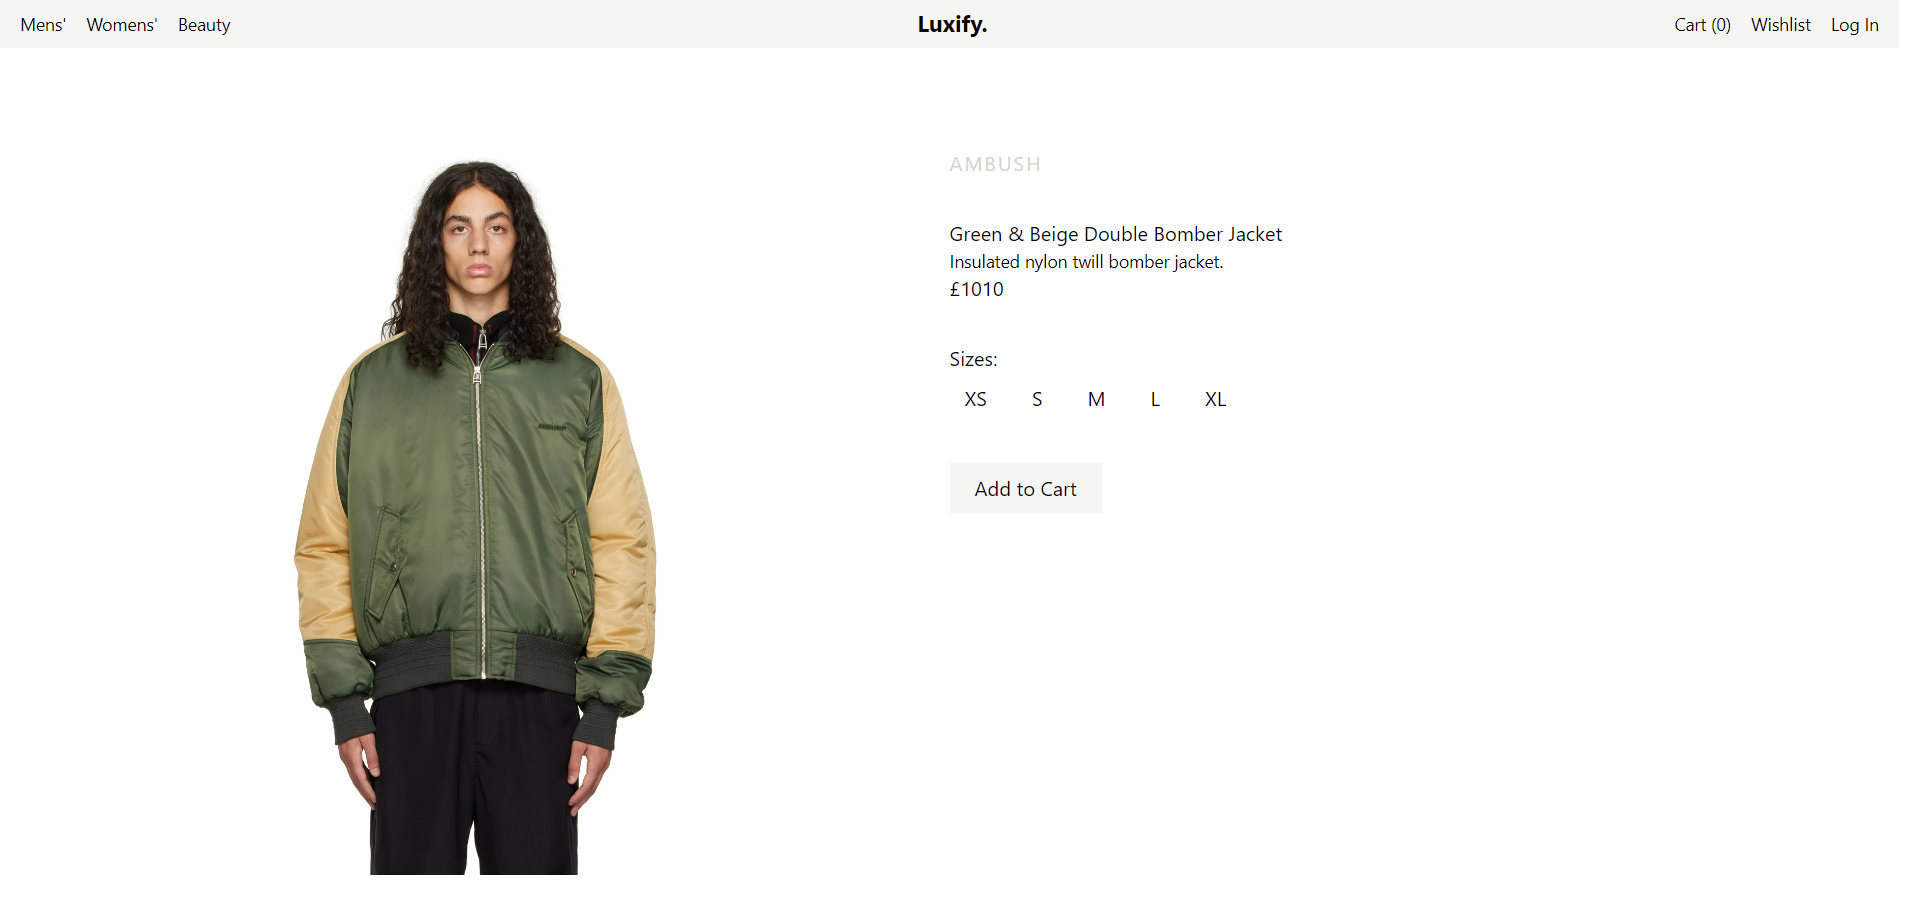 Mens' Womens' Beauty Luxify. Cart (0) Wishlist Log In
AMBUSH
Green & Beige Double Bomber Jacket
Insulated nylon twill bomber jacket.
£1010
Sizes:
XS S M L XL
Add to Cart
AMBUSH